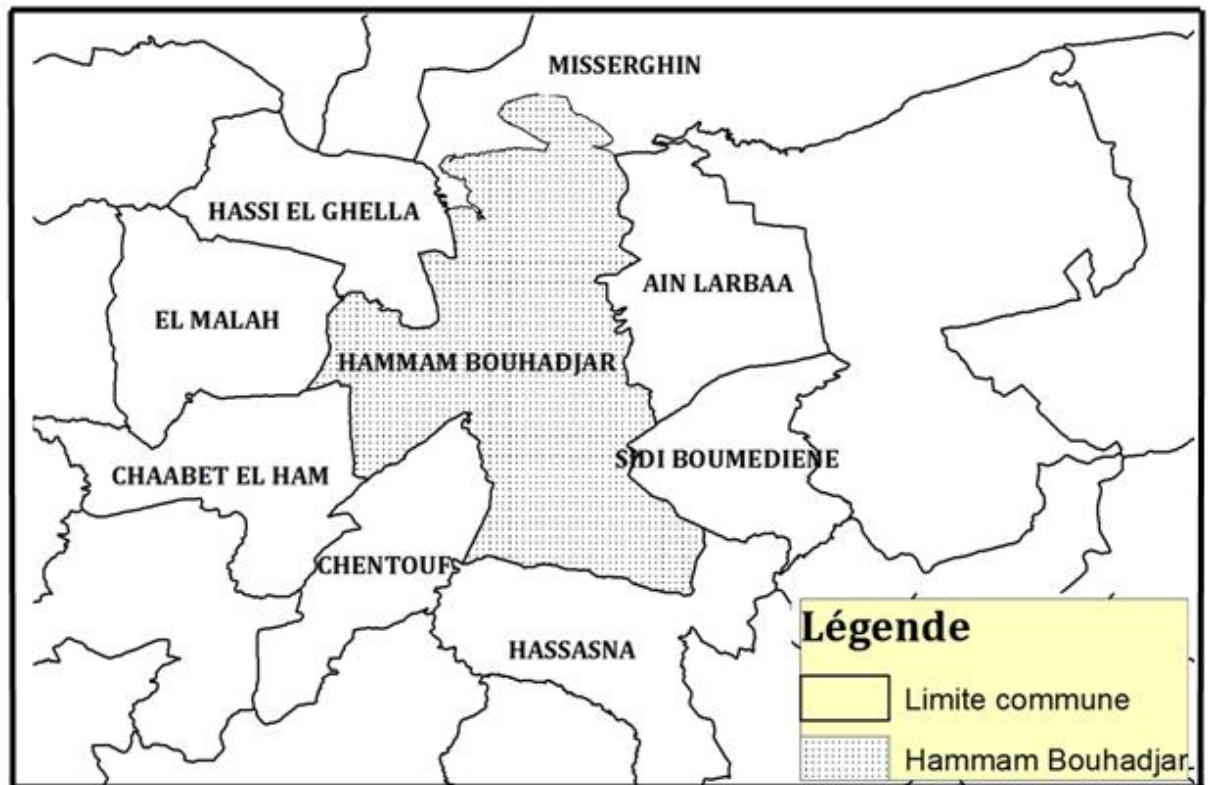 MISSERGHIN
HASSI EL GHELLA
AIN LARBAA
EL MALAH
HAMMAM BOUHADJAR
SIDI BOUMEDIENE
CHAABET EL HAM
CHENTOUF
HASSASNA
Légende
Limite commune
Hammam Bouhadjar